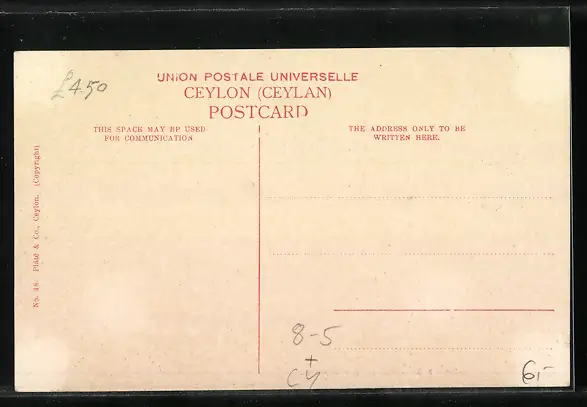 £4.50
UNION POSTALE UNIVERSELLE
CEYLON (CEYLAN)
POSTCARD
THIS SPACE MAY BE USED
FOR COMMUNICATION
THE ADDRESS ONLY TO BE
WRITTEN HERE.
No. 48. Plâté & Co., Ceylon. (Copyright)
8-5
+
CY
6,-